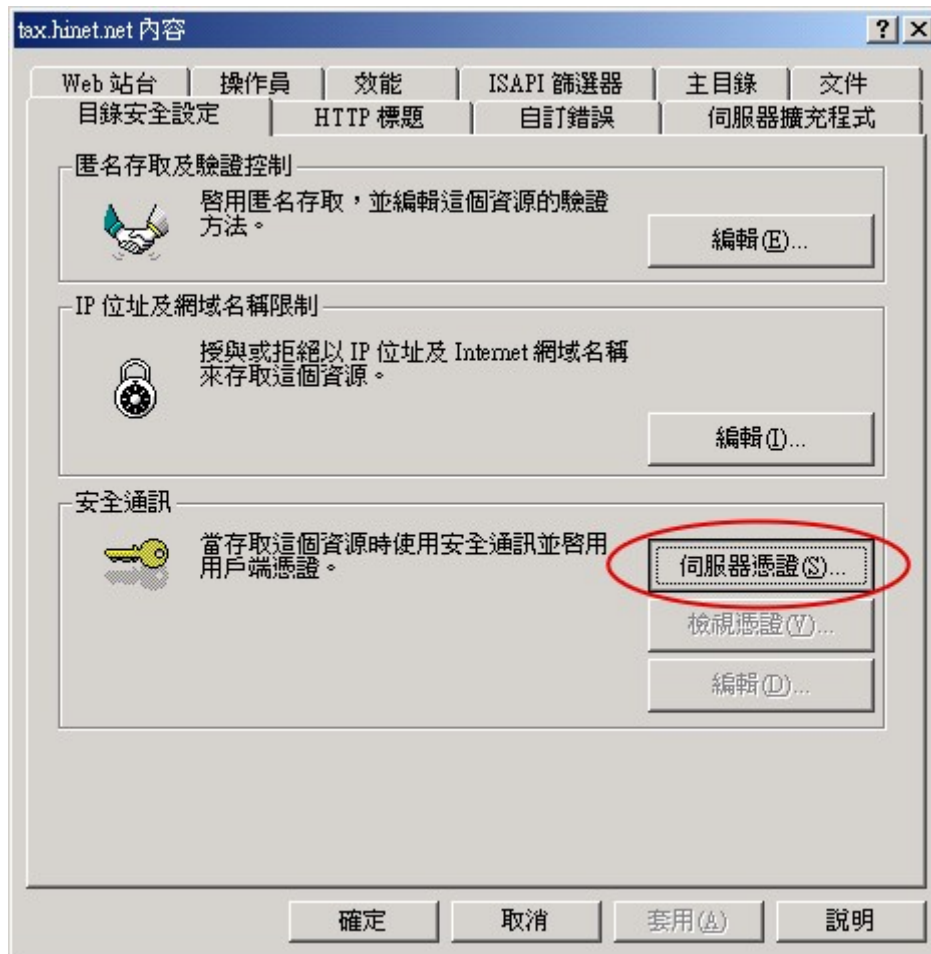 tax.hinet.net 內容
Web 站台 操作員 效能 ISAPI 篩選器 主目錄 文件
目錄安全設定 HTTP 標題 自訂錯誤 伺服器擴充程式
匿名存取及驗證控制
啓用匿名存取，並編輯這個資源的驗證
方法。
編輯(E)...
IP 位址及網域名稱限制
授與或拒絕以 IP 位址及 Internet 網域名稱
來存取這個資源。
編輯(I)...
安全通訊
當存取這個資源時使用安全通訊並啓用
用戶端憑證。
伺服器憑證(S)...
檢視憑證(V)...
編輯(D)...
確定 取消 套用(A) 說明